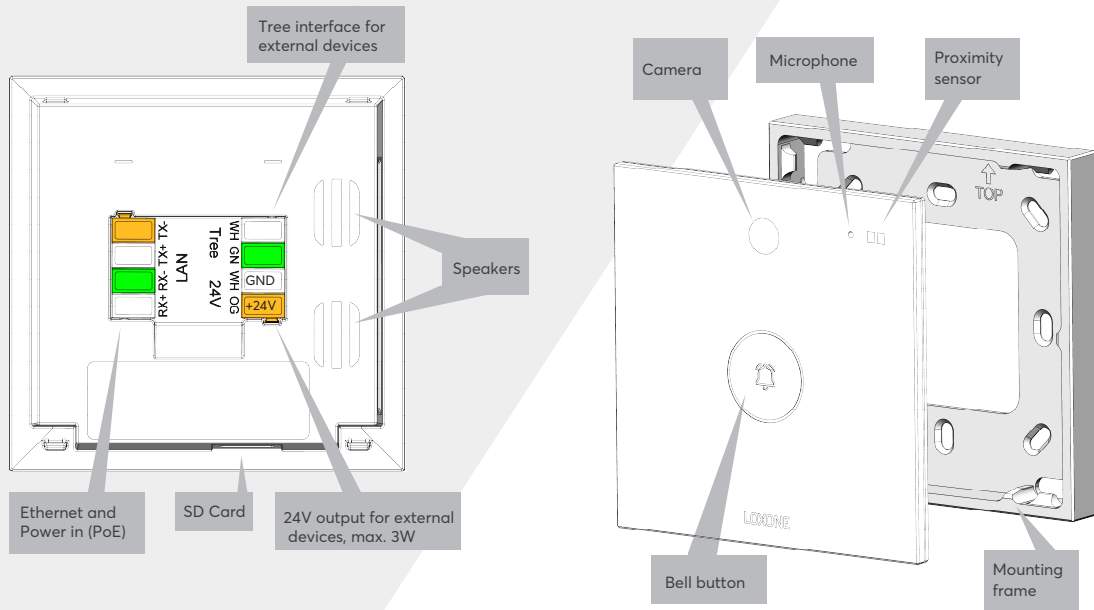 Tree interface for
external devices
TX-
TX+
RX-
RX+
LAN
Tree
24V
WH
GN
WH
OG
GND
+24V
Speakers
Ethernet and
Power in (PoE)
SD Card
24V output for external
devices, max. 3W
Camera
Microphone
Proximity
sensor
TOP
LOXONE
Bell button
Mounting
frame